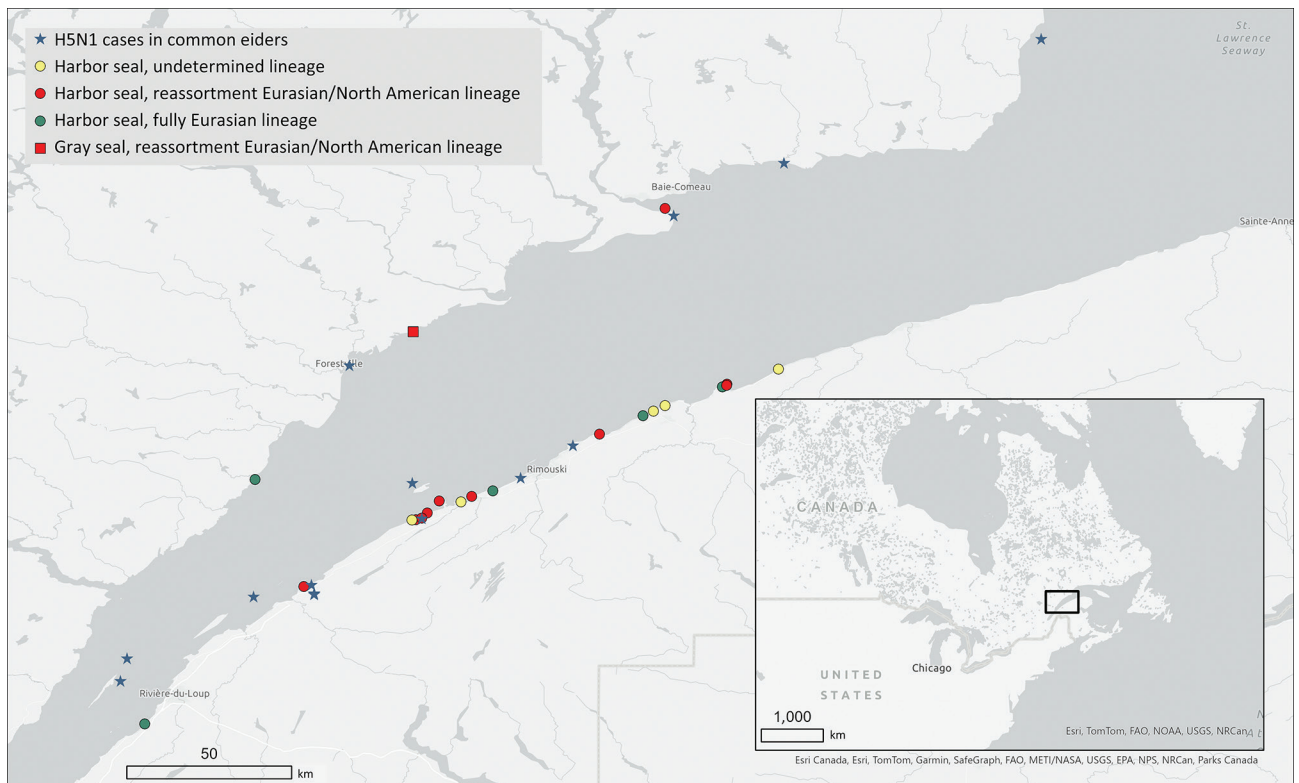 H5N1 cases in common eiders
Harbor seal, undetermined lineage
Harbor seal, reassortment Eurasian/North American lineage
Harbor seal, fully Eurasian lineage
Gray seal, reassortment Eurasian/North American lineage
St.
Lawrence
Seaway
Baie-Comeau
Sainte-Anne
Forestville
Rimouski
Rivière-du-Loup
50
km
CANADA
UNITED
STATES
Chicago
1,000
km
Esri, TomTom, FAO, NOAA, USGS, NRCan
Esri Canada, Esri, TomTom, Garmin, SafeGraph, FAO, METI/NASA, USGS, EPA, NPS, NRCan, Parks Canada